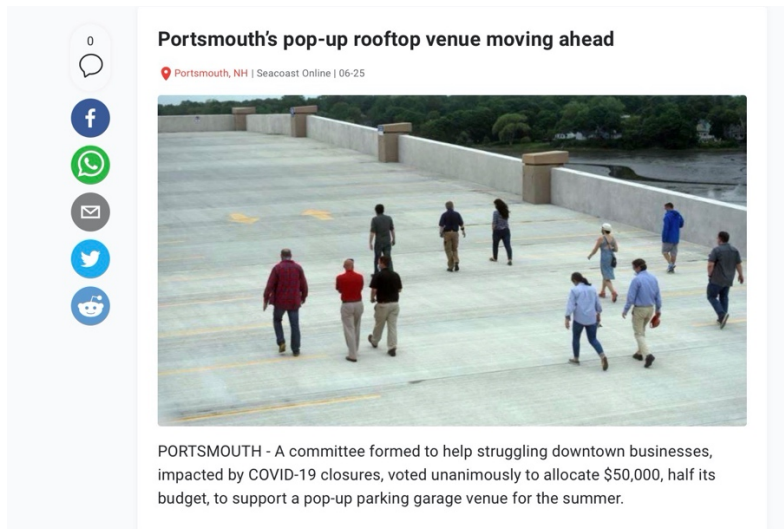 0
Portsmouth’s pop-up rooftop venue moving ahead
Portsmouth, NH | Seacoast Online | 06-25
PORTSMOUTH - A committee formed to help struggling downtown businesses,
impacted by COVID-19 closures, voted unanimously to allocate $50,000, half its
budget, to support a pop-up parking garage venue for the summer.